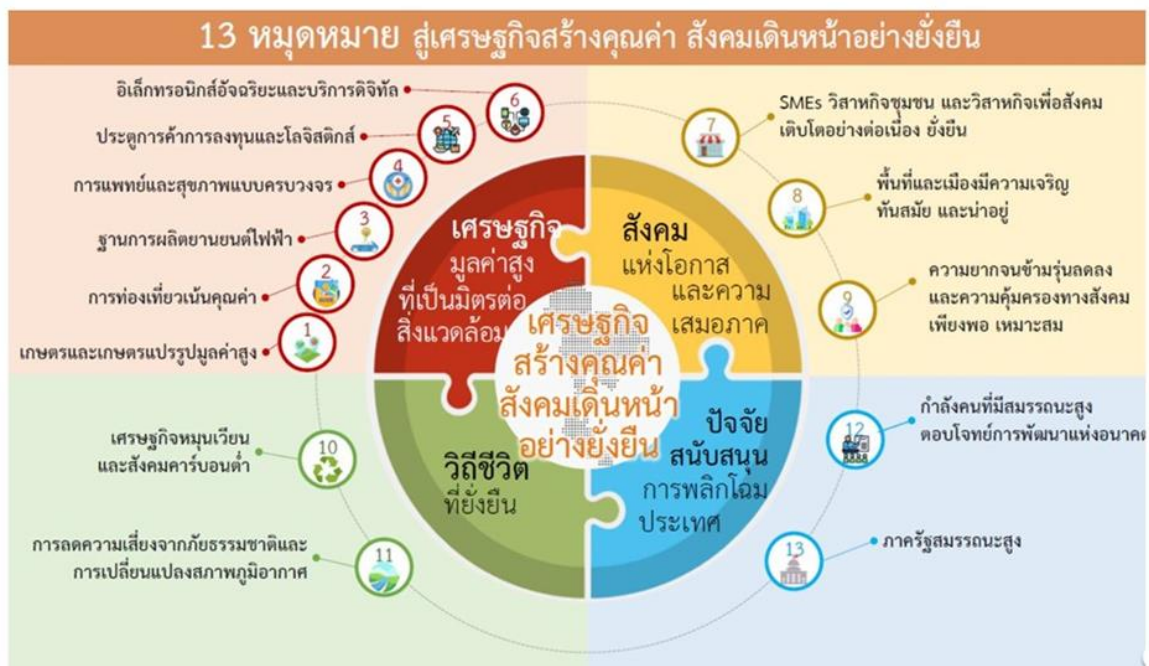 13 หมุดหมาย สู่เศรษฐกิจสร้างคุณค่า สังคมเดินหน้าอย่างยั่งยืน
อิเล็กทรอนิกส์อัจฉริยะและบริการดิจิทัล
6
ประตูการค้าการลงทุนและโลจิสติกส์
5
การแพทย์และสุขภาพแบบครบวงจร
4
ฐานการผลิตยานยนต์ไฟฟ้า
3
การท่องเที่ยวเน้นคุณค่า
2
เกษตรและเกษตรแปรรูปมูลค่าสูง
1
เศรษฐกิจ
มูลค่าสูง
ที่เป็นมิตรต่อ
สิ่งแวดล้อม
7
SMEs วิสาหกิจชุมชน และวิสาหกิจเพื่อสังคม
เติบโตอย่างต่อเนื่อง ยั่งยืน
8
พื้นที่และเมืองมีความเจริญ
ทันสมัย และน่าอยู่
9
ความยากจนข้ามรุ่นลดลง
และความคุ้มครองทางสังคม
เพียงพอ เหมาะสม
สังคม
แห่งโอกาส
และความ
เสมอภาค
เศรษฐกิจ
สร้างคุณค่า
สังคมเดินหน้า
อย่างยั่งยืน
เศรษฐกิจหมุนเวียน
และสังคมคาร์บอนต่ำ
10
การลดความเสี่ยงจากภัยธรรมชาติและ
การเปลี่ยนแปลงสภาพภูมิอากาศ
11
วิถีชีวิต
ที่ยั่งยืน
ปัจจัย
สนับสนุน
การพลิกโฉม
ประเทศ
12
กำลังคนที่มีสมรรถนะสูง
ตอบโจทย์การพัฒนาแห่งอนาคต
13
ภาครัฐสมรรถนะสูง